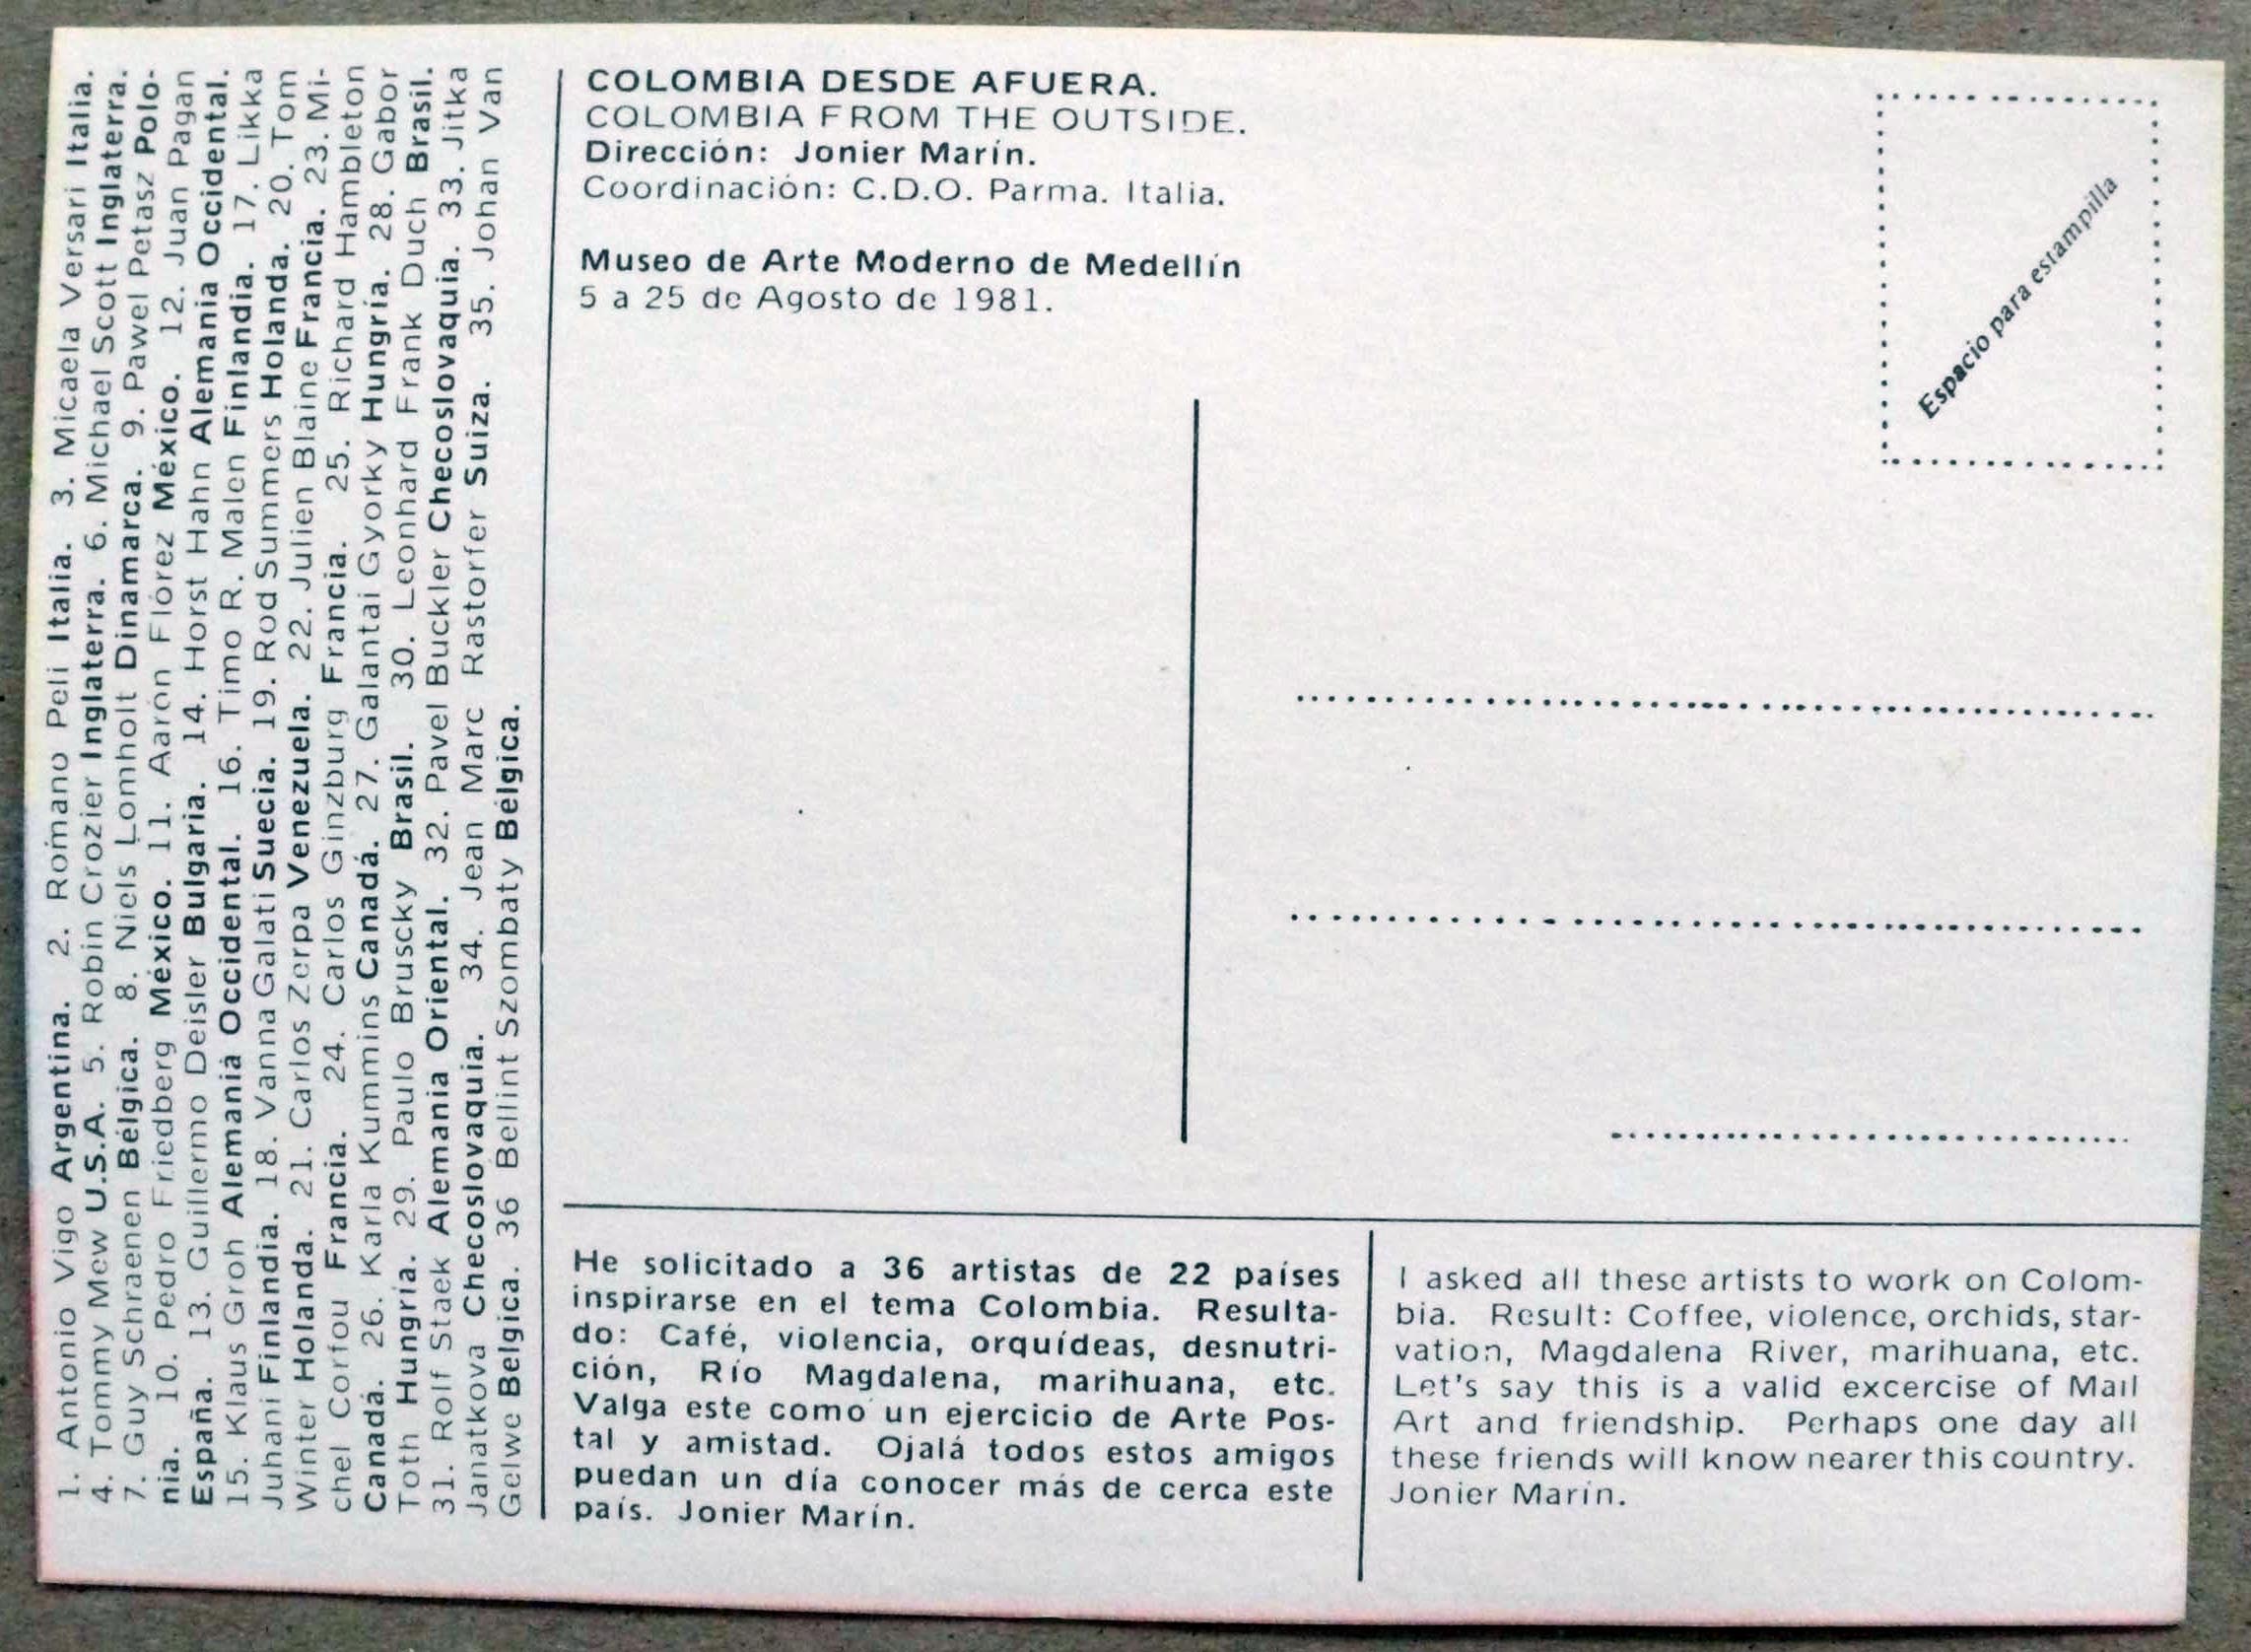 1. Antonio Vigo Argentina. 2. Romano Peli Italia. 3. Micaela Versari Italia.
4. Tommy Mew U.S.A. 5. Robin Crozier Inglaterra. 6. Michael Scott Inglaterra.
7. Guy Schraenen Bélgica. 8. Niels Lomholt Dinamarca. 9. Pawel Petasz Polo-
nia. 10. Pedro Friedberg México. 11. Aarón Flórez México. 12. Juan Pagan
España. 13. Guillermo Deisler Bulgaria. 14. Horst Hahn Alemania Occidental.
15. Klaus Groh Alemania Occidental. 16. Timo R. Malen Finlandia. 17. Likka
Juhani Finlandia. 18. Vanna Galati Suecia. 19. Rod Summers Holanda. 20. Tom
Winter Holanda. 21. Carlos Zerpa Venezuela. 22. Julien Blaine Francia. 23. Mi-
chel Corfou Francia. 24. Carlos Ginzburg Francia. 25. Richard Hambleton
Canadá. 26. Karla Kummins Canadá. 27. Galantai Gyorky Hungría. 28. Gabor
Toth Hungría. 29. Paulo Bruscky Brasil. 30. Leonhard Frank Duch Brasil.
31. Rolf Staek Alemania Oriental. 32. Pavel Buckler Checoslovaquia. 33. Jitka
Janatkova Checoslovaquia. 34. Jean Marc Rastorfer Suiza. 35. Johan Van
Gelwe Belgica. 36 Bellint Szombaty Bélgica.
COLOMBIA DESDE AFUERA.
COLOMBIA FROM THE OUTSIDE.
Dirección: Jonier Marín.
Coordinación: C.D.O. Parma. Italia.
Museo de Arte Moderno de Medellín
5 a 25 de Agosto de 1981.
Espacio para estampilla
He solicitado a 36 artistas de 22 países
inspirarse en el tema Colombia. Resulta-
do: Café, violencia, orquídeas, desnutri-
ción, Río Magdalena, marihuana, etc.
Valga este como un ejercicio de Arte Pos-
tal y amistad. Ojalá todos estos amigos
puedan un día conocer más de cerca este
país. Jonier Marín.
I asked all these artists to work on Colom-
bia. Result: Coffee, violence, orchids, star-
vation, Magdalena River, marihuana, etc.
Let's say this is a valid excercise of Mail
Art and friendship. Perhaps one day all
these friends will know nearer this country.
Jonier Marín.